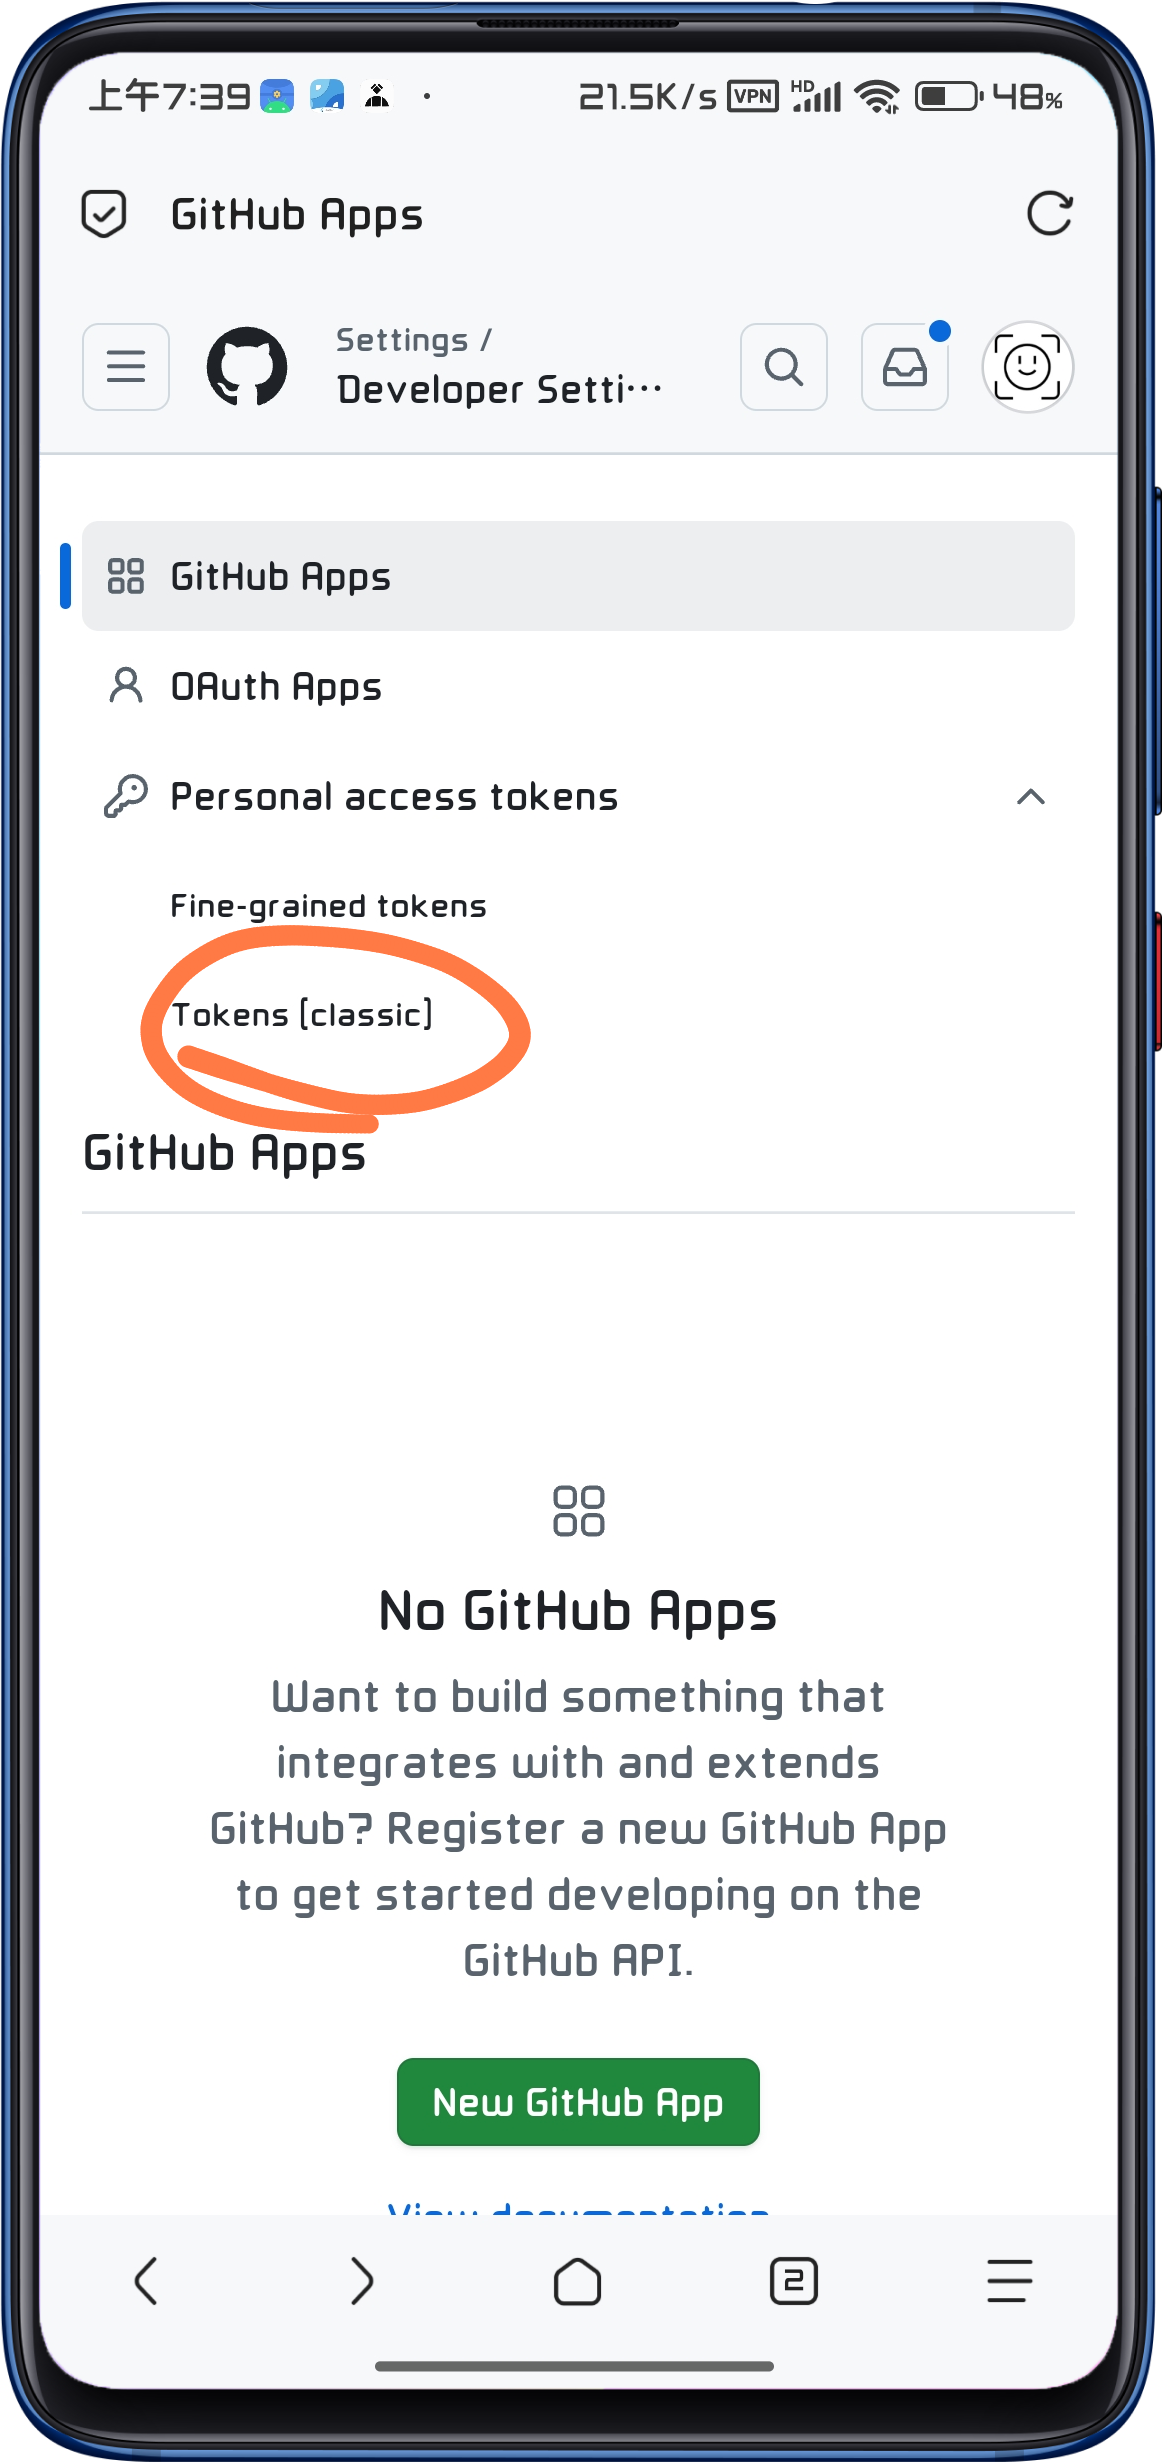 上午7:39 21.5K/s VPN HD 48%
GitHub Apps
Settings /
Developer Setti···
GitHub Apps
OAuth Apps
Personal access tokens
Fine-grained tokens
Tokens [classic]
GitHub Apps
No GitHub Apps
Want to build something that
integrates with and extends
GitHub? Register a new GitHub App
to get started developing on the
GitHub API.
New GitHub App
View documentation
2